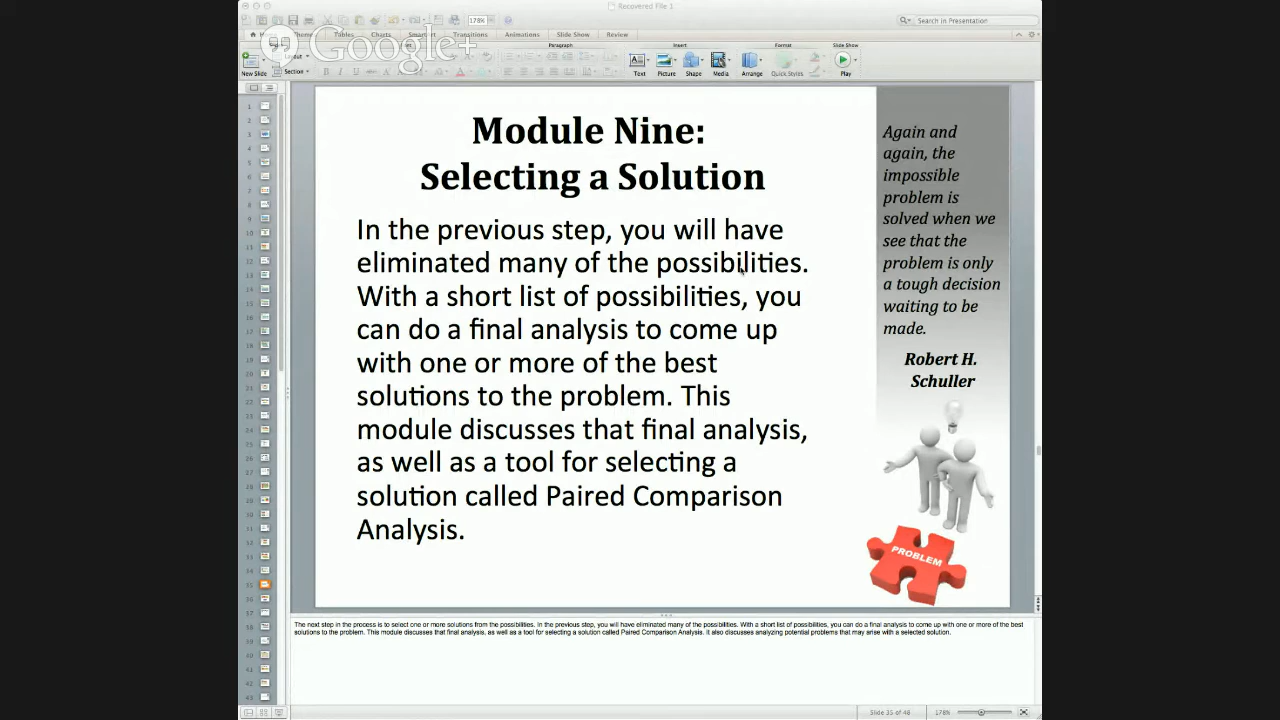 Recovered File 1
178%
Search in Presentation
Google+
Home Themes Tables Charts SmartArt Transitions Animations Slide Show Review
Paragraph Insert Format Slide Show
Layout
New Slide Section Text Picture Shape Media Arrange Quick Styles Play
Module Nine:
Selecting a Solution
In the previous step, you will have
eliminated many of the possibilities.
With a short list of possibilities, you
can do a final analysis to come up
with one or more of the best
solutions to the problem. This
module discusses that final analysis,
as well as a tool for selecting a
solution called Paired Comparison
Analysis.
Again and
again, the
impossible
problem is
solved when we
see that the
problem is only
a tough decision
waiting to be
made.
Robert H.
Schuller
PROBLEM
The next step in the process is to select one or more solutions from the possibilities. In the previous step, you will have eliminated many of the possibilities. With a short list of possibilities, you can do a final analysis to come up with one or more of the best
solutions to the problem. This module discusses that final analysis, as well as a tool for selecting a solution called Paired Comparison Analysis. It also discusses analyzing potential problems that may arise with a selected solution.
Slide 35 of 48 178%